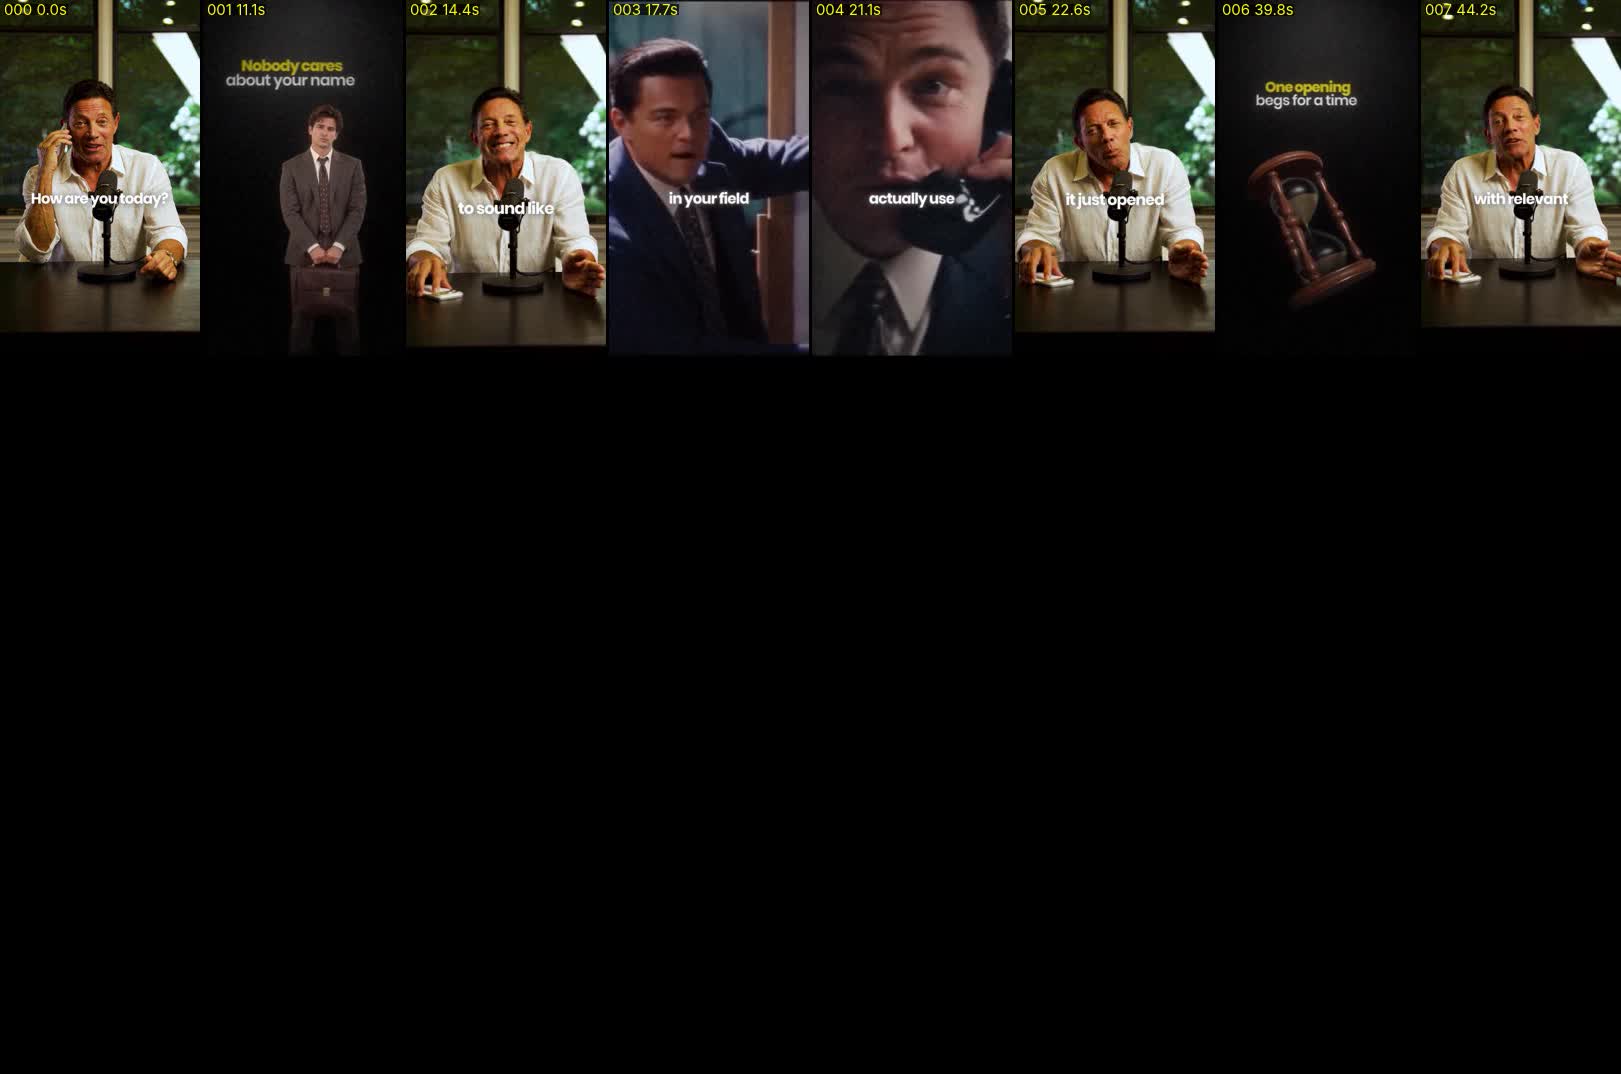 000 0.0s
How are you today?
001 11.1s
Nobody cares
about your name
002 14.4s
to sound like
003 17.7s
in your field
004 21.1s
actually use
005 22.6s
it just opened
006 39.8s
One opening
begs for a time
007 44.2s
with relevant